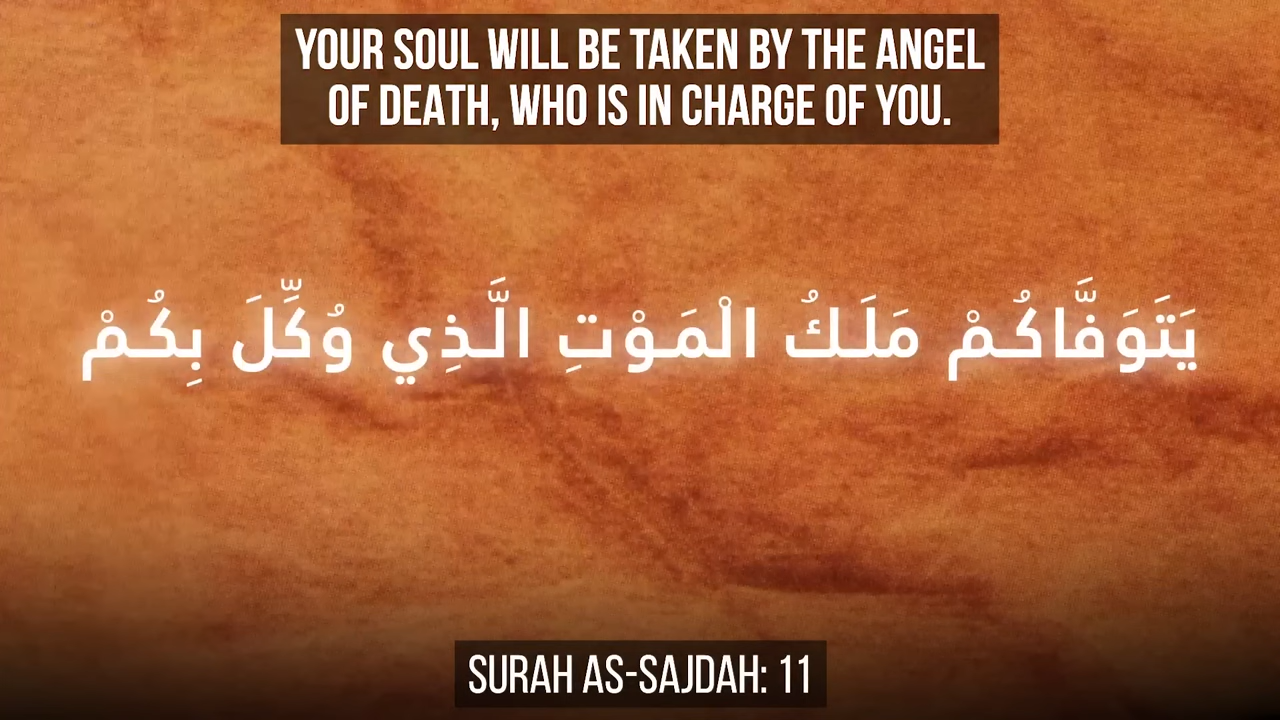 YOUR SOUL WILL BE TAKEN BY THE ANGEL
OF DEATH, WHO IS IN CHARGE OF YOU.
يَتَوَفَّاكُمْ مَلَكُ الْمَوْتِ الَّذِي وُكِّلَ بِكُمْ
SURAH AS-SAJDAH: 11